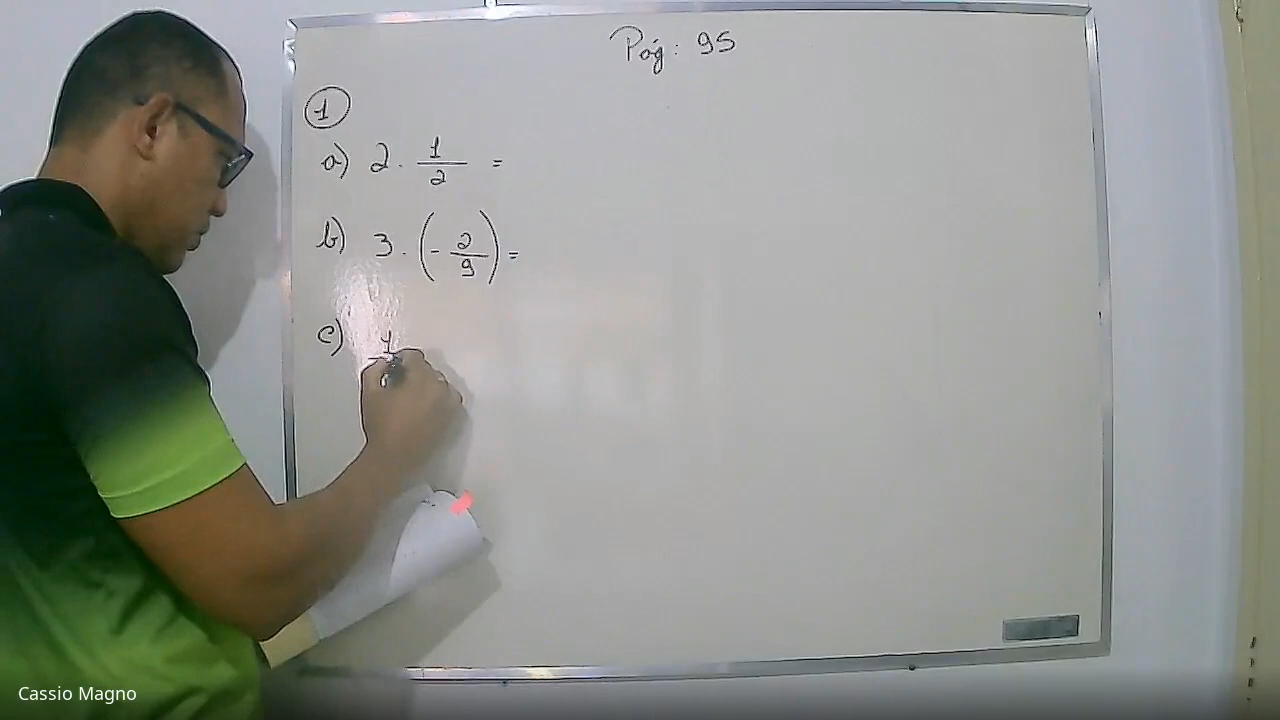 Pág: 95
1
a) 2 . 1/2 =
b) 3 . (- 2/9) =
c)
Cassio Magno